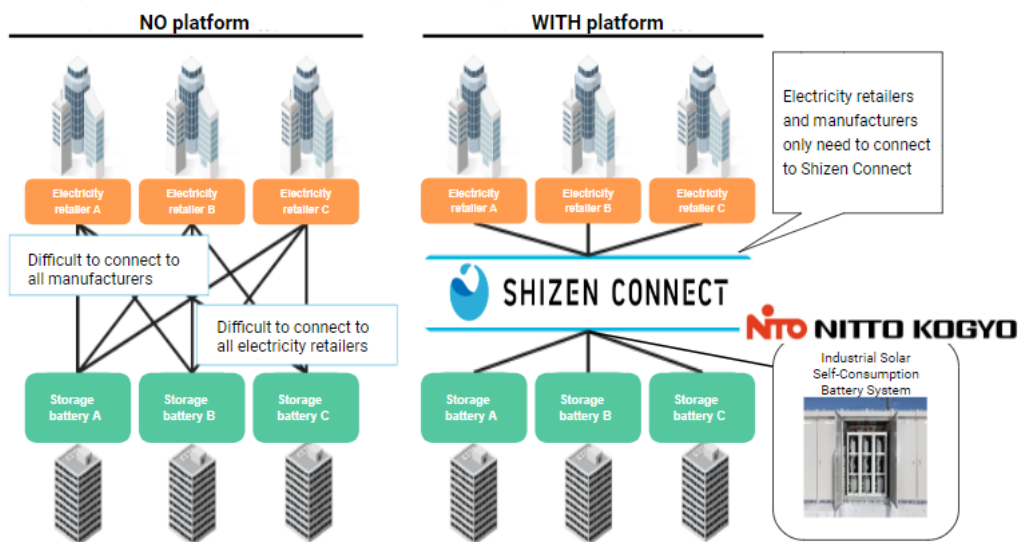 NO platform
WITH platform
Electricity retailers
and manufacturers
only need to connect
to Shizen Connect
Electricity
retailer A
Electricity
retailer B
Electricity
retailer C
Electricity
retailer A
Electricity
retailer B
Electricity
retailer C
Difficult to connect to
all manufacturers
SHIZEN CONNECT
Difficult to connect to
all electricity retailers
NiTO NITTO KOGYO
Industrial Solar
Self-Consumption
Battery System
Storage
battery A
Storage
battery B
Storage
battery C
Storage
battery A
Storage
battery B
Storage
battery C